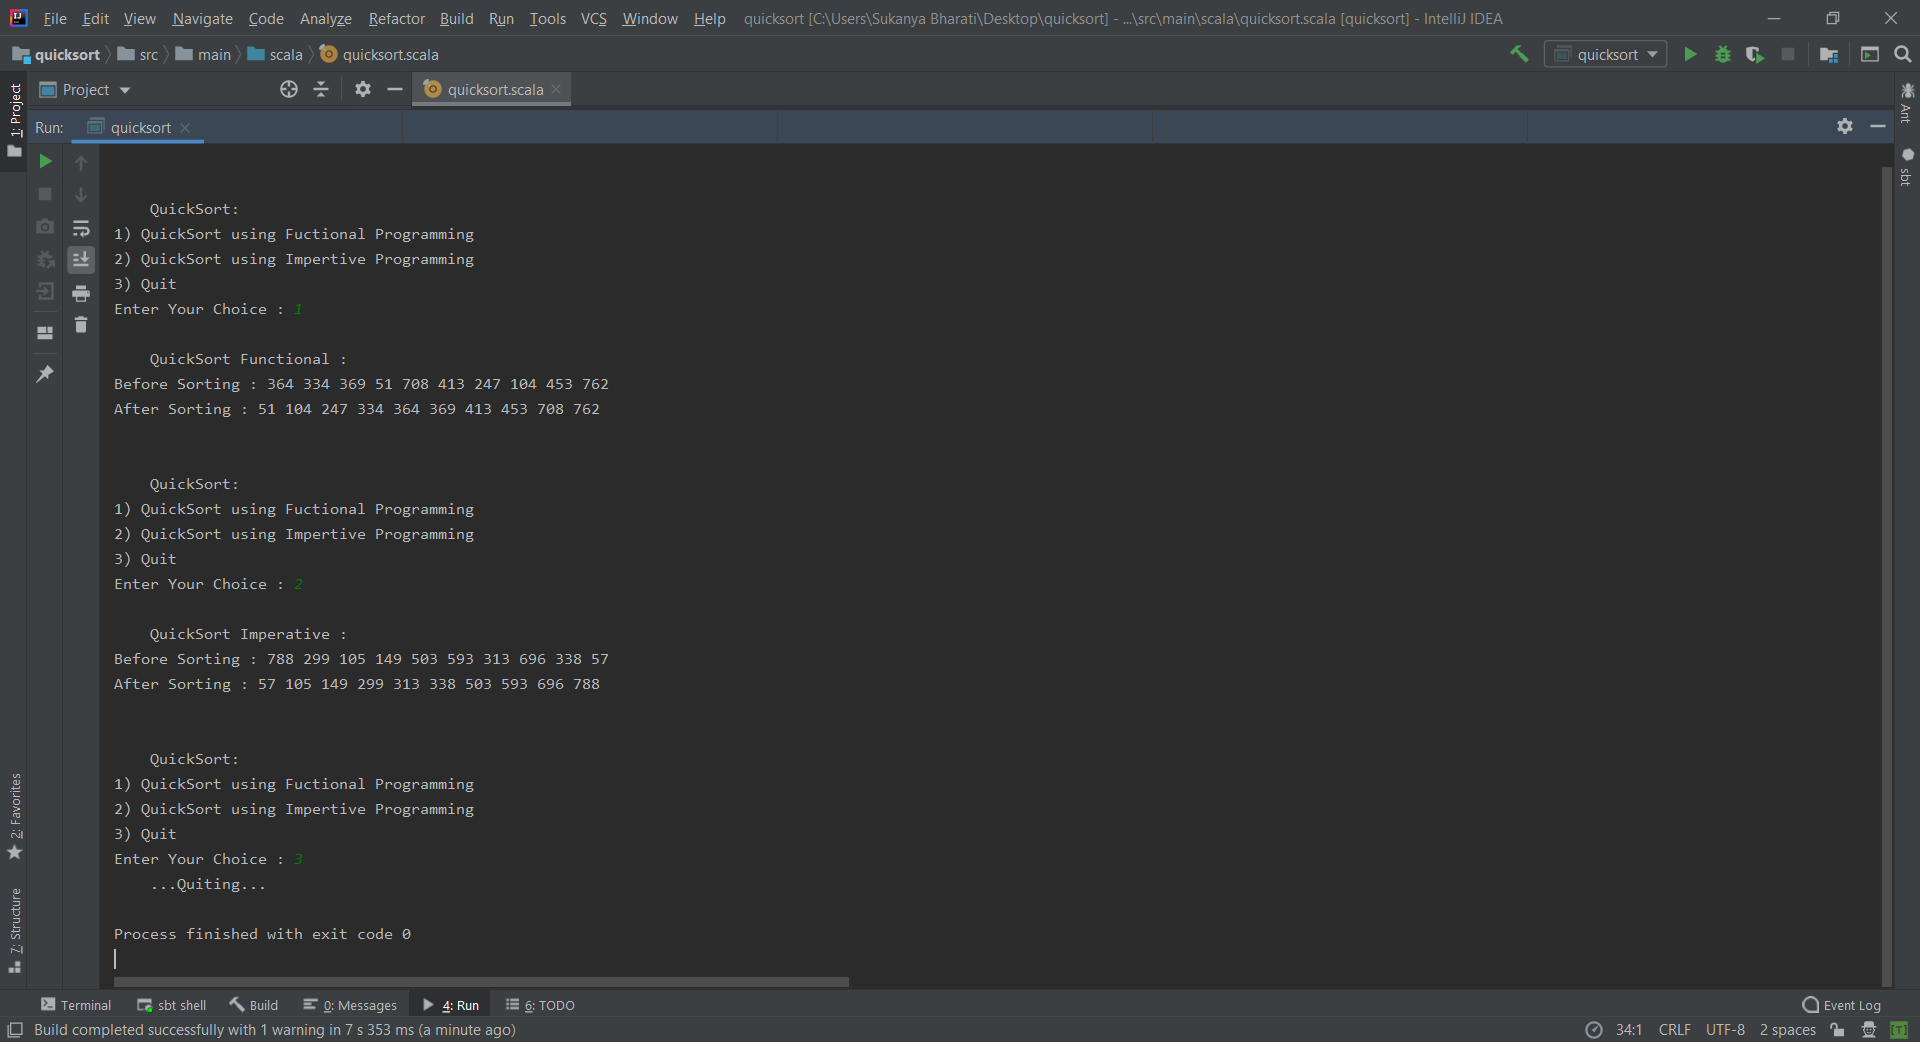 File Edit View Navigate Code Analyze Refactor Build Run Tools VCS Window Help quicksort [C:\Users\Sukanya Bharati\Desktop\quicksort] - ...\src\main\scala\quicksort.scala [quicksort] - IntelliJ IDEA
quicksort src main scala quicksort.scala quicksort
1: Project
Project quicksort.scala
Ant
Run: quicksort
sbt
QuickSort:
1) QuickSort using Fuctional Programming
2) QuickSort using Impertive Programming
3) Quit
Enter Your Choice : 1
QuickSort Functional :
Before Sorting : 364 334 369 51 708 413 247 104 453 762
After Sorting : 51 104 247 334 364 369 413 453 708 762
QuickSort:
1) QuickSort using Fuctional Programming
2) QuickSort using Impertive Programming
3) Quit
Enter Your Choice : 2
QuickSort Imperative :
Before Sorting : 788 299 105 149 503 593 313 696 338 57
After Sorting : 57 105 149 299 313 338 503 593 696 788
QuickSort:
1) QuickSort using Fuctional Programming
2) QuickSort using Impertive Programming
3) Quit
Enter Your Choice : 3
...Quiting...
Process finished with exit code 0
2: Favorites
7: Structure
Terminal sbt shell Build 0: Messages 4: Run 6: TODO Event Log
Build completed successfully with 1 warning in 7 s 353 ms (a minute ago) 34:1 CRLF UTF-8 2 spaces [T]